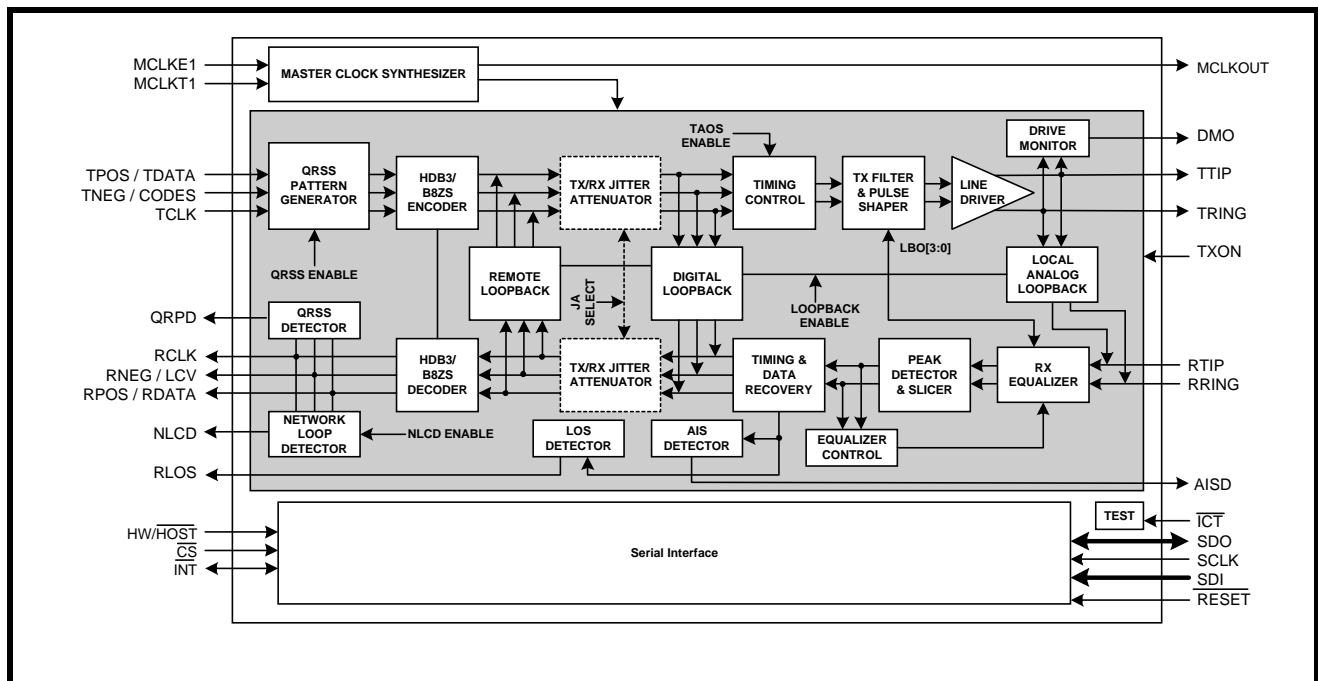 MCLKE1
MCLKT1
MASTER CLOCK SYNTHESIZER
MCLKOUT
TAOS
ENABLE
DRIVE
MONITOR
DMO
TPOS / TDATA
TNEG / CODES
TCLK
QRSS
PATTERN
GENERATOR
HDB3/
B8ZS
ENCODER
TX/RX JITTER
ATTENUATOR
TIMING
CONTROL
TX FILTER
& PULSE
SHAPER
LINE
DRIVER
TTIP
TRING
TXON
QRSS ENABLE
REMOTE
LOOPBACK
JA
SELECT
DIGITAL
LOOPBACK
LOOPBACK
ENABLE
LBO[3:0]
LOCAL
ANALOG
LOOPBACK
QRPD
QRSS
DETECTOR
RCLK
RNEG / LCV
RPOS / RDATA
HDB3/
B8ZS
DECODER
TX/RX JITTER
ATTENUATOR
TIMING &
DATA
RECOVERY
PEAK
DETECTOR
& SLICER
RX
EQUALIZER
RTIP
RRING
NLCD
NETWORK
LOOP
DETECTOR
NLCD ENABLE
LOS
DETECTOR
AIS
DETECTOR
EQUALIZER
CONTROL
RLOS
AISD
HW/HOST
CS
INT
Serial Interface
TEST
ICT
SDO
SCLK
SDI
RESET